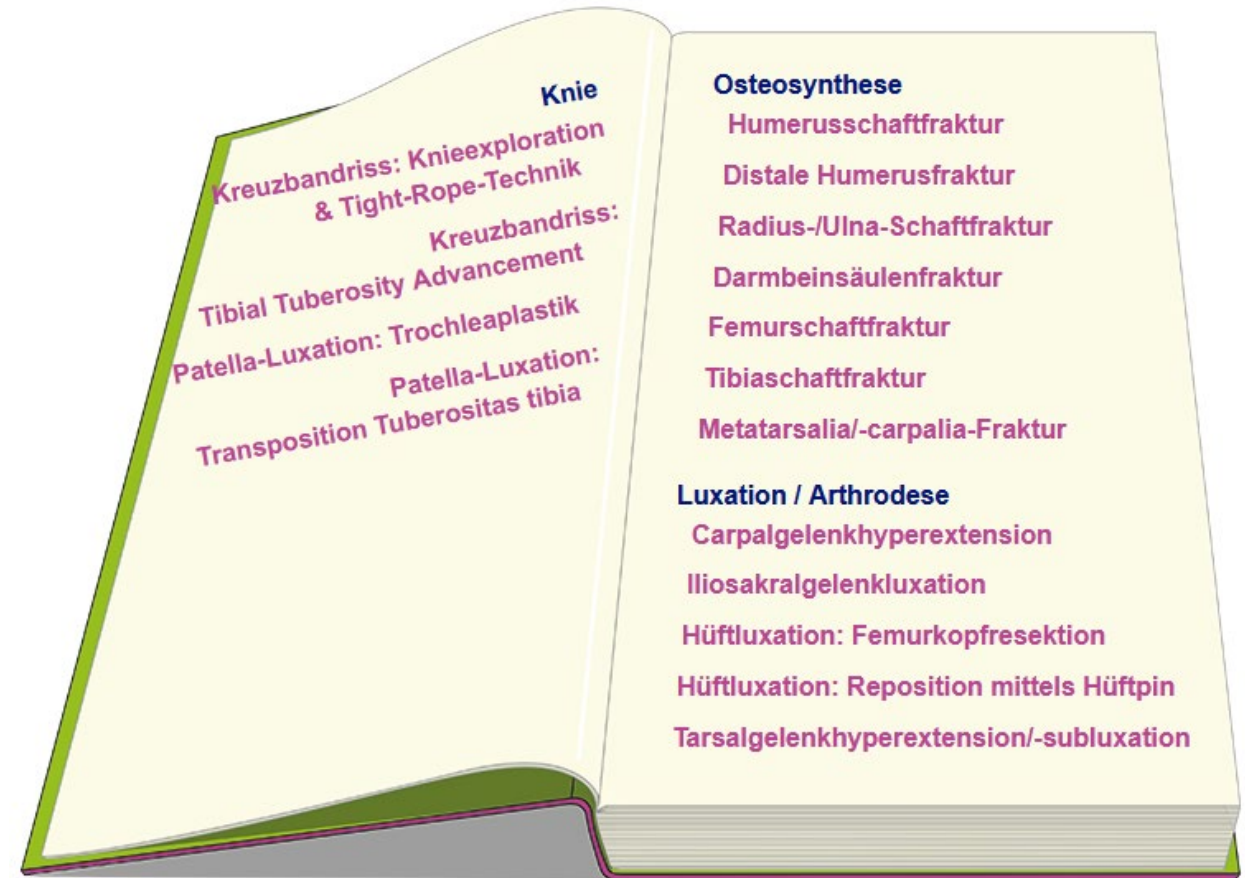 Knie
Kreuzbandriss: Knieexploration
& Tight-Rope-Technik
Kreuzbandriss:
Tibial Tuberosity Advancement
Patella-Luxation: Trochleaplastik
Patella-Luxation:
Transposition Tuberositas tibia
Osteosynthese
Humerusschaftfraktur
Distale Humerusfraktur
Radius-/Ulna-Schaftfraktur
Darmbeinsäulenfraktur
Femurschaftfraktur
Tibiaschaftfraktur
Metatarsalia/-carpalia-Fraktur
Luxation / Arthrodese
Carpalgelenkhyperextension
Iliosakralgelenkluxation
Hüftluxation: Femurkopfresektion
Hüftluxation: Reposition mittels Hüftpin
Tarsalgelenkhyperextension/-subluxation